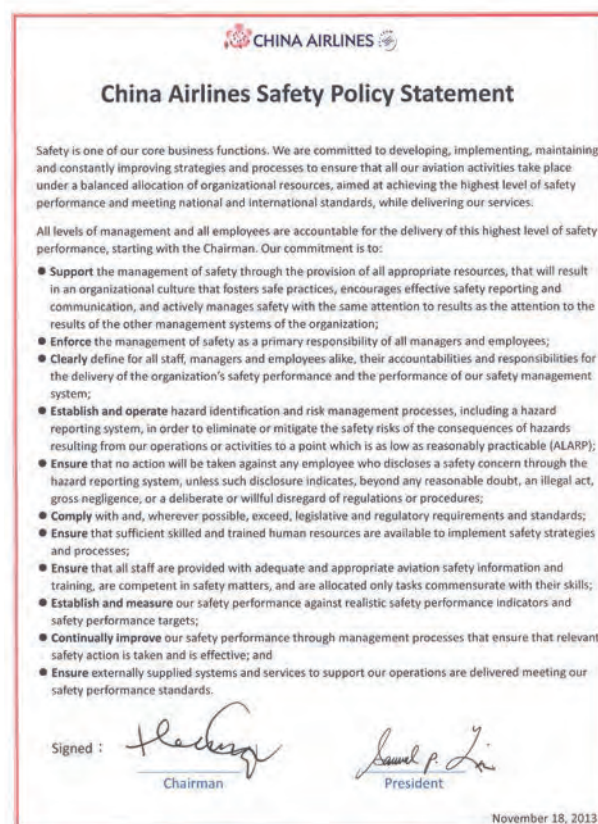 CHINA AIRLINES
China Airlines Safety Policy Statement
Safety is one of our core business functions. We are committed to developing, implementing, maintaining
and constantly improving strategies and processes to ensure that all our aviation activities take place
under a balanced allocation of organizational resources, aimed at achieving the highest level of safety
performance and meeting national and international standards, while delivering our services.
All levels of management and all employees are accountable for the delivery of this highest level of safety
performance, starting with the Chairman. Our commitment is to:
● Support the management of safety through the provision of all appropriate resources, that will result
in an organizational culture that fosters safe practices, encourages effective safety reporting and
communication, and actively manages safety with the same attention to results as the attention to the
results of the other management systems of the organization;
● Enforce the management of safety as a primary responsibility of all managers and employees;
● Clearly define for all staff, managers and employees alike, their accountabilities and responsibilities for
the delivery of the organization's safety performance and the performance of our safety management
system;
● Establish and operate hazard identification and risk management processes, including a hazard
reporting system, in order to eliminate or mitigate the safety risks of the consequences of hazards
resulting from our operations or activities to a point which is as low as reasonably practicable (ALARP);
● Ensure that no action will be taken against any employee who discloses a safety concern through the
hazard reporting system, unless such disclosure indicates, beyond any reasonable doubt, an illegal act,
gross negligence, or a deliberate or willful disregard of regulations or procedures;
● Comply with and, wherever possible, exceed, legislative and regulatory requirements and standards;
● Ensure that sufficient skilled and trained human resources are available to implement safety strategies
and processes;
● Ensure that all staff are provided with adequate and appropriate aviation safety information and
training, are competent in safety matters, and are allocated only tasks commensurate with their skills;
● Establish and measure our safety performance against realistic safety performance indicators and
safety performance targets;
● Continually improve our safety performance through management processes that ensure that relevant
safety action is taken and is effective; and
● Ensure externally supplied systems and services to support our operations are delivered meeting our
safety performance standards.
Signed : Samuel P. Lin
Chairman President
November 18, 2013